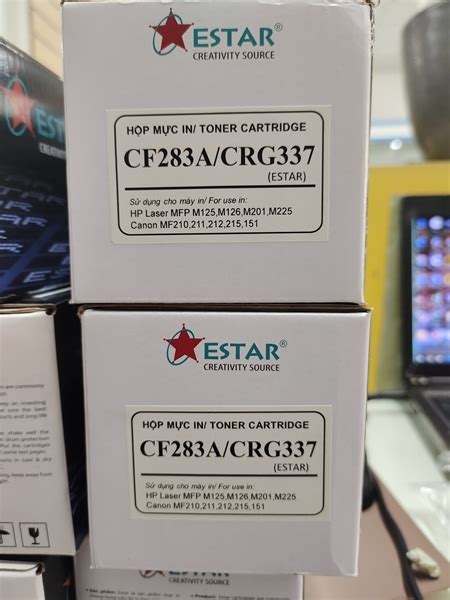 ESTAR®
CREATIVITY SOURCE
HỘP MỰC IN/ TONER CARTRIDGE
CF283A/CRG337
(ESTAR)
Sử dụng cho máy in/ For use in:
HP Laser MFP M125,M126,M201,M225
Canon MF210,211,212,215,151
ESTAR®
CREATIVITY SOURCE
HỘP MỰC IN/ TONER CARTRIDGE
CF283A/CRG337
(ESTAR)
Sử dụng cho máy in/ For use in:
HP Laser MFP M125,M126,M201,M225
Canon MF210,211,212,215,151
ESTAR
CREATIVITY SOURCE